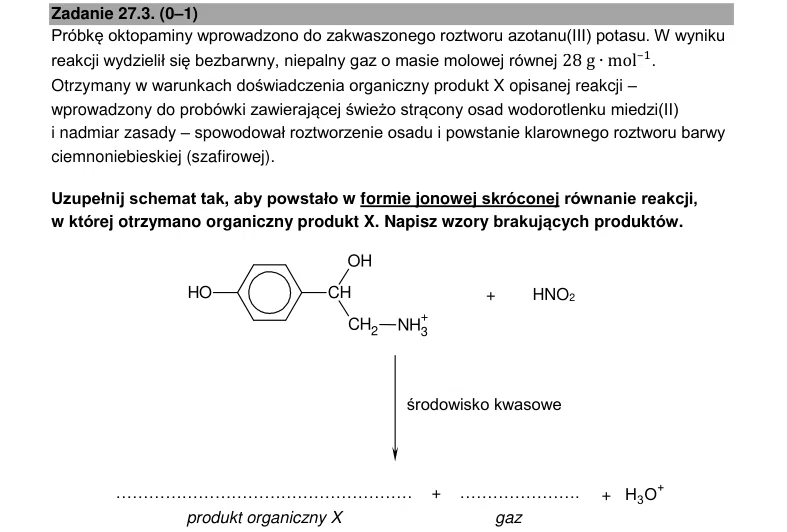 Zadanie 27.3. (0–1)
Próbkę oktopaminy wprowadzono do zakwaszonego roztworu azotanu(III) potasu. W wyniku
reakcji wydzielił się bezbarwny, niepalny gaz o masie molowej równej 28 g · mol⁻¹.
Otrzymany w warunkach doświadczenia organiczny produkt X opisanej reakcji –
wprowadzony do probówki zawierającej świeżo strącony osad wodorotlenku miedzi(II)
i nadmiar zasady – spowodował roztworzenie osadu i powstanie klarownego roztworu barwy
ciemnoniebieskiej (szafirowej).
Uzupełnij schemat tak, aby powstało w formie jonowej skróconej równanie reakcji,
w której otrzymano organiczny produkt X. Napisz wzory brakujących produktów.
OH
HO CH + HNO₂
CH₂—NH₃⁺
środowisko kwasowe
...................................................... + ...................... + H₃O⁺
produkt organiczny X gaz